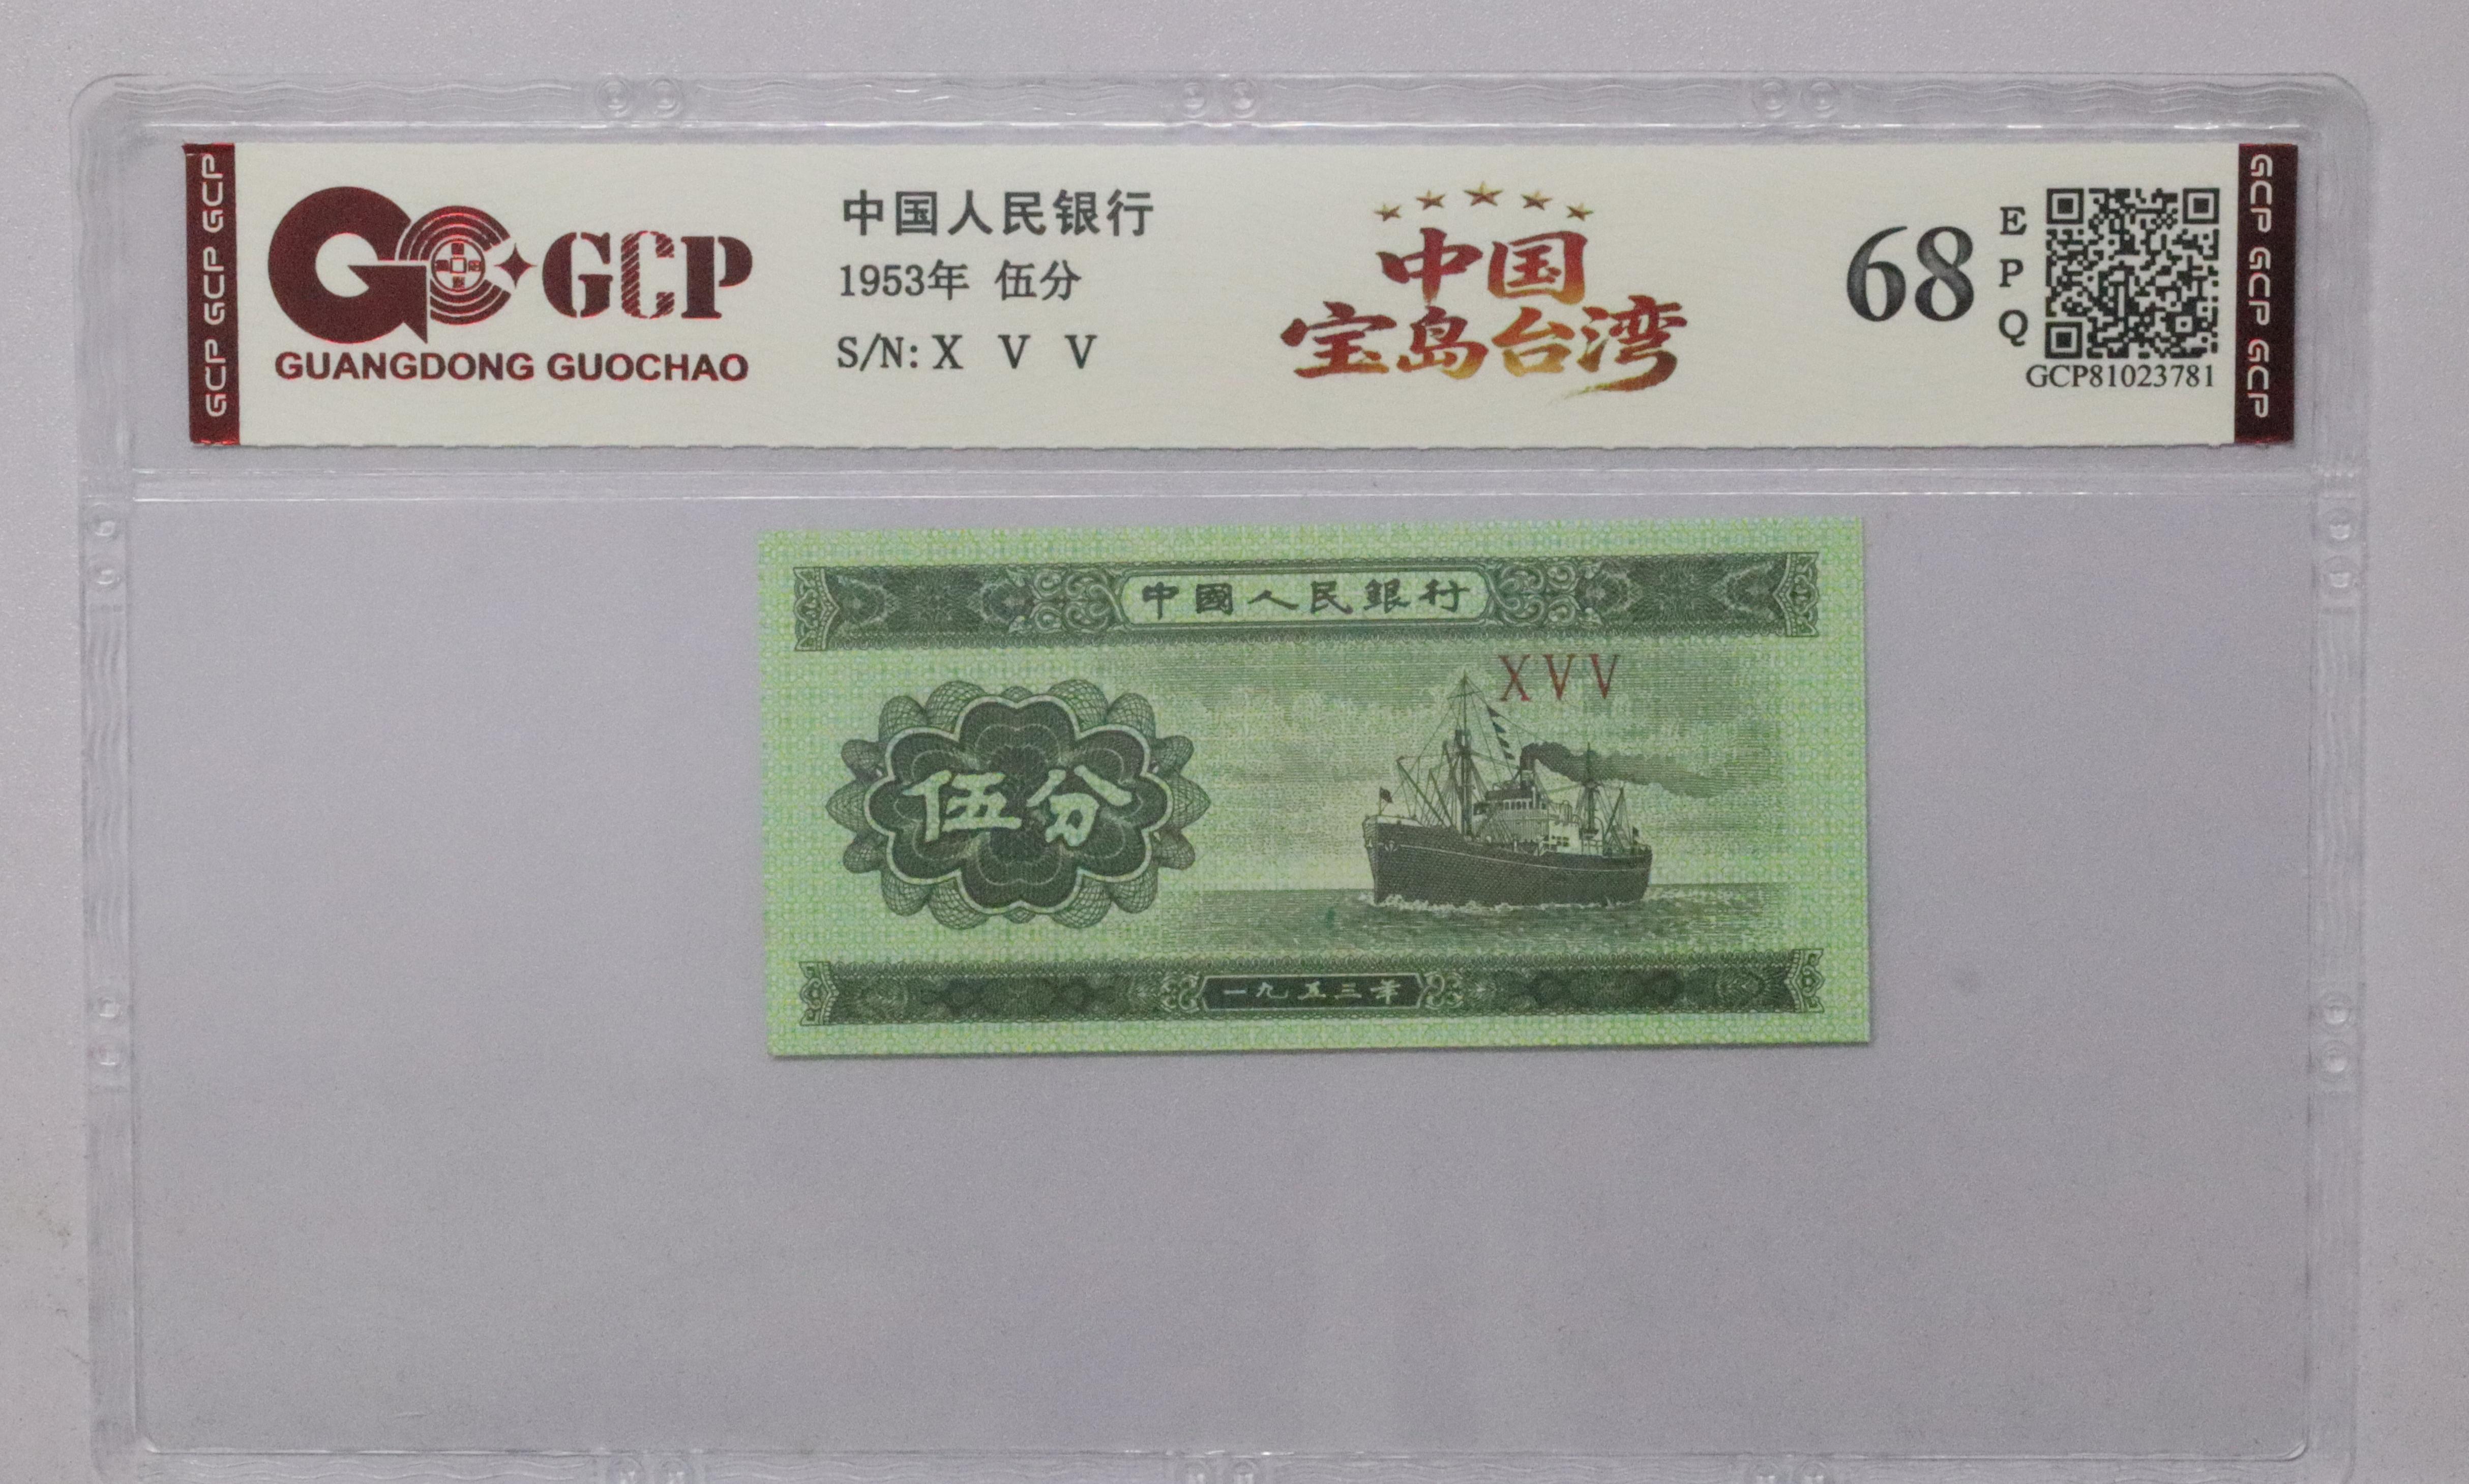 GCP GCP GCP
GCP
GUANGDONG GUOCHAO
中国人民银行
1953年 伍分
S/N: X V V
中国
宝岛台湾
68
EPQ
GCP81023781
GCP GCP GCP
中國人民銀行
XVV
伍分
一九五三年